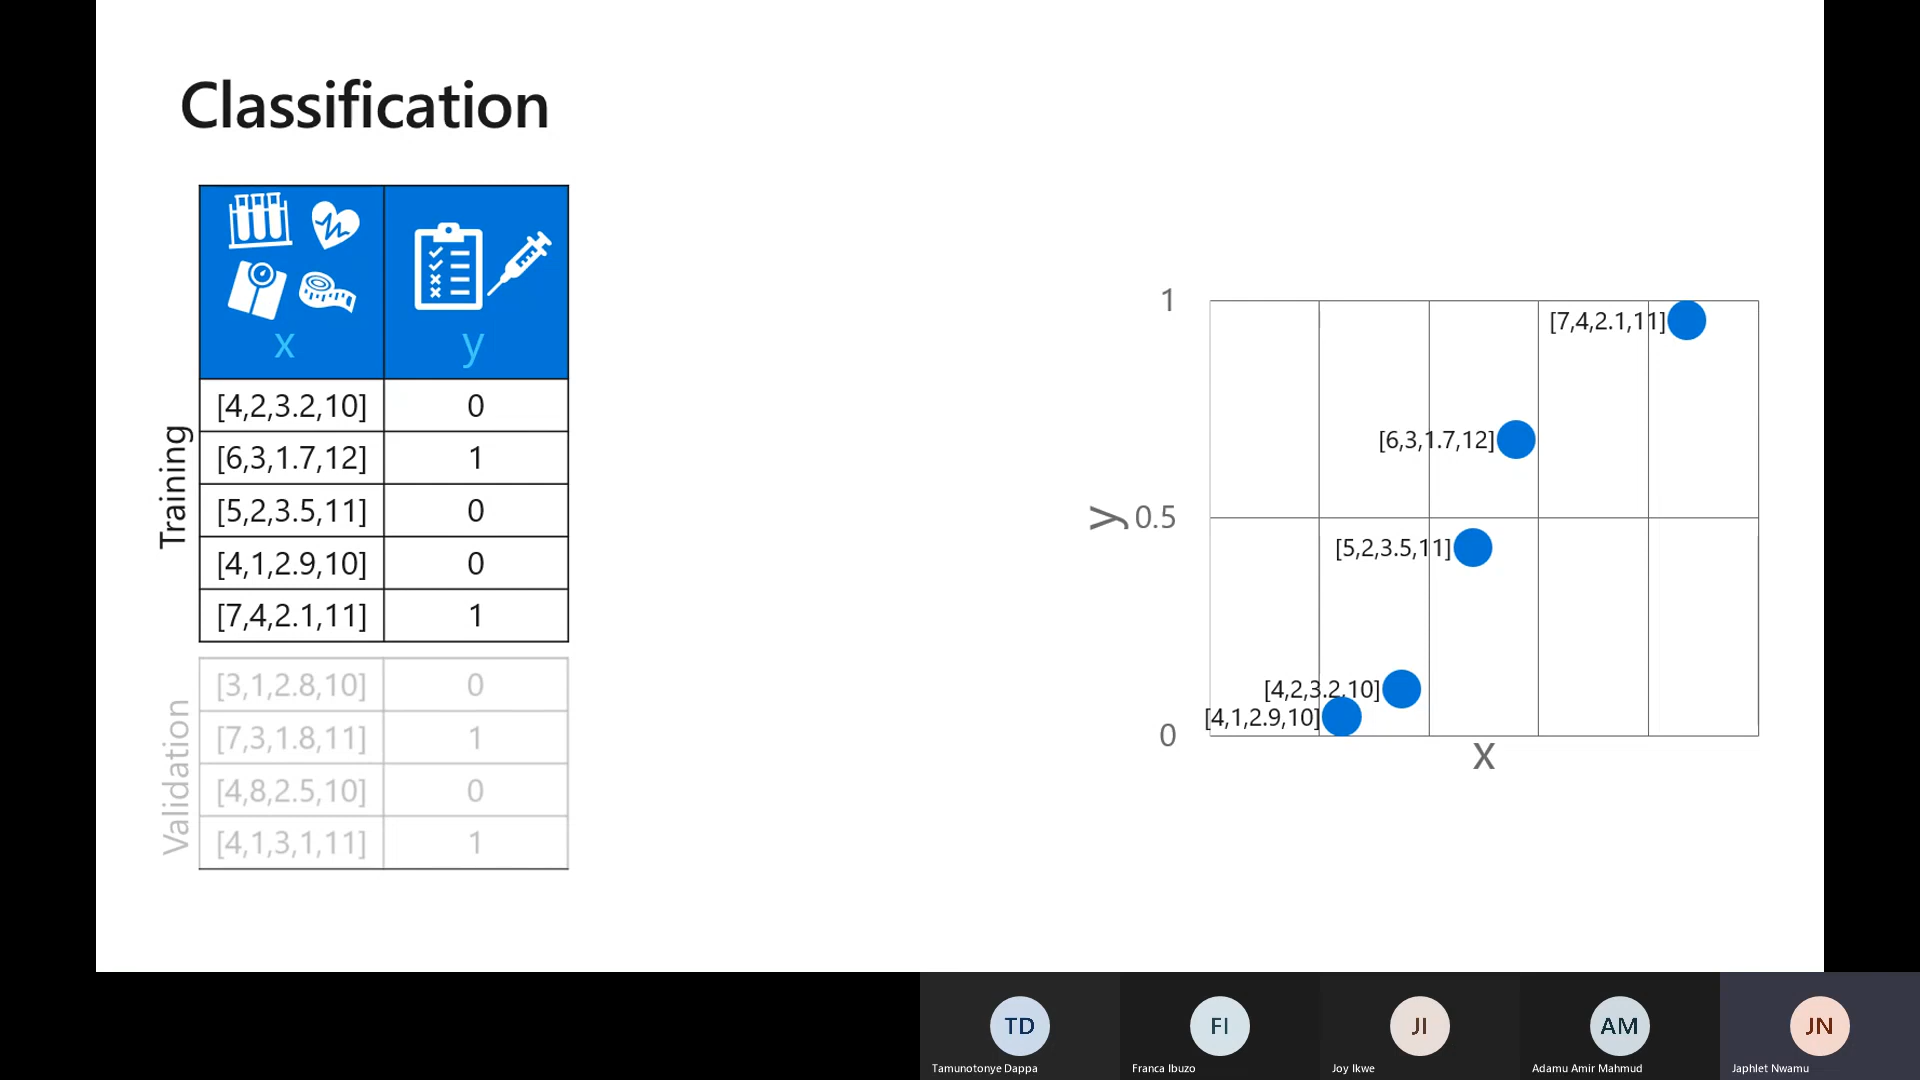 Classification
x
y
Training
[4,2,3.2,10] 0
[6,3,1.7,12] 1
[5,2,3.5,11] 0
[4,1,2.9,10] 0
[7,4,2.1,11] 1
Validation
[3,1,2.8,10] 0
[7,3,1.8,11] 1
[4,8,2.5,10] 0
[4,1,3,1,11] 1
1
[7,4,2.1,11]
[6,3,1.7,12]
y
0.5
[5,2,3.5,11]
[4,2,3.2,10]
[4,1,2.9,10]
0
x
TD
FI
JI
AM
JN
Tamunotonye Dappa
Franca Ibuzo
Joy Ikwe
Adamu Amir Mahmud
Japhlet Nwamu